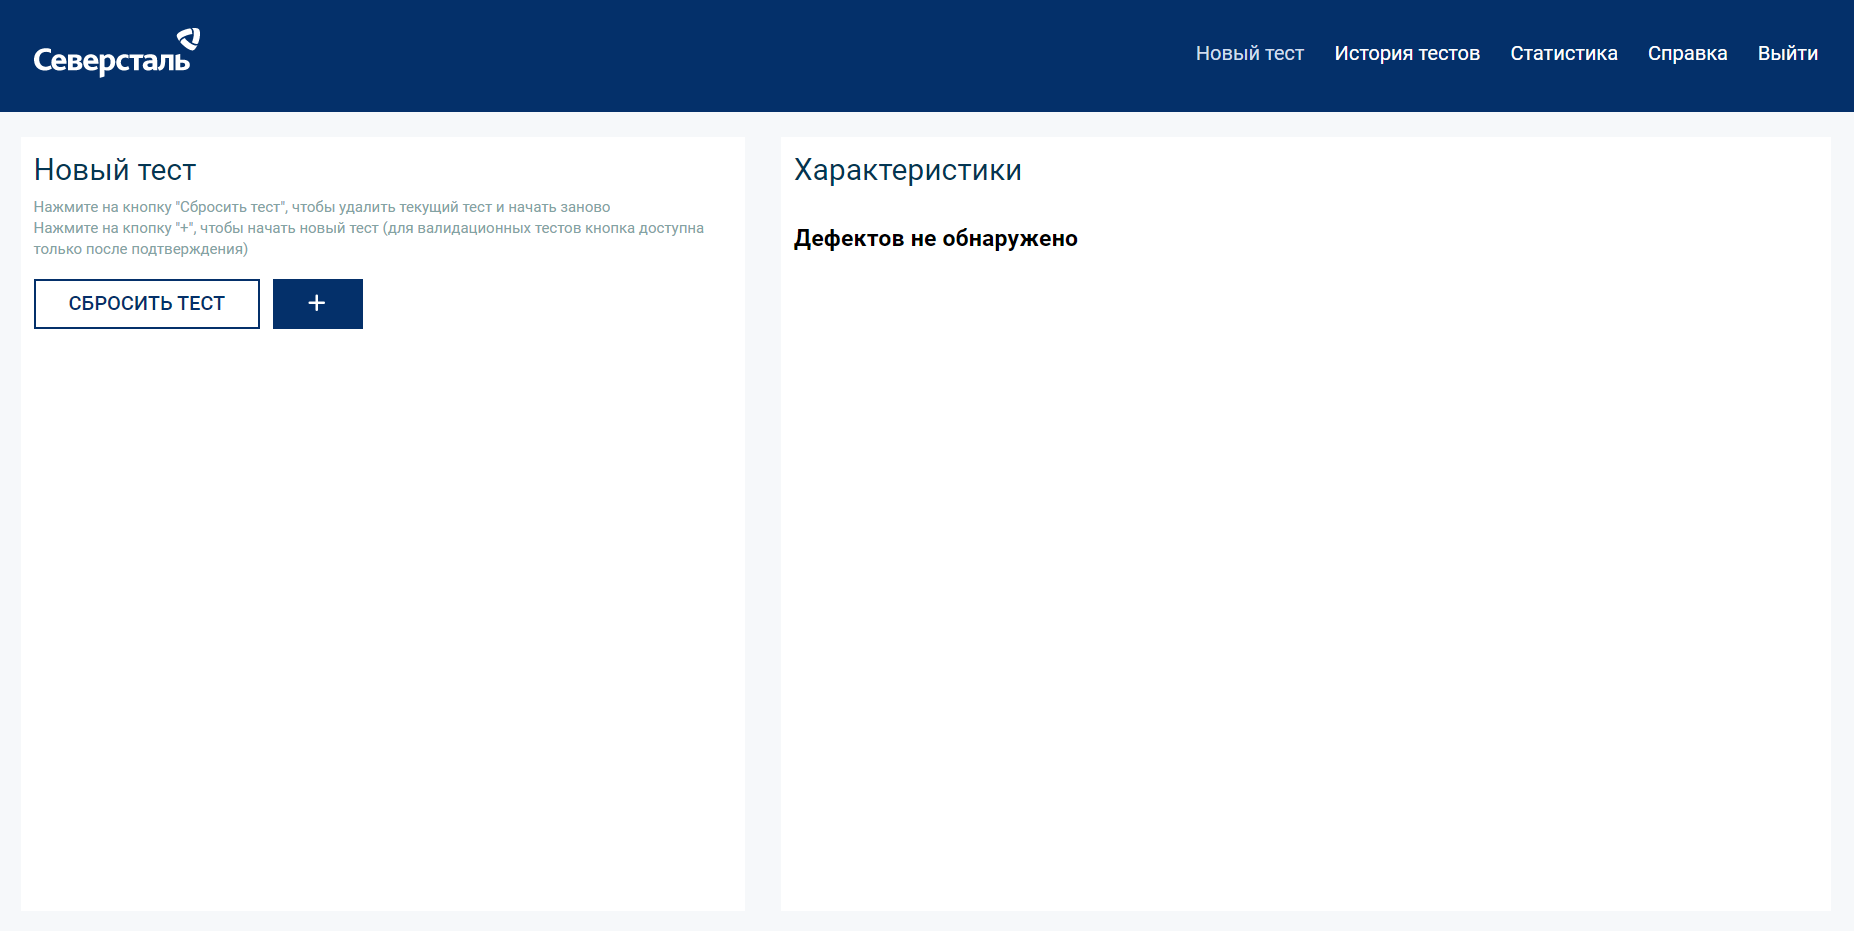 Северсталь
Новый тест История тестов Статистика Справка Выйти
Новый тест
Нажмите на кнопку "Сбросить тест", чтобы удалить текущий тест и начать заново
Нажмите на кпопку "+", чтобы начать новый тест (для валидационных тестов кнопка доступна
только после подтверждения)
СБРОСИТЬ ТЕСТ +
Характеристики
Дефектов не обнаружено